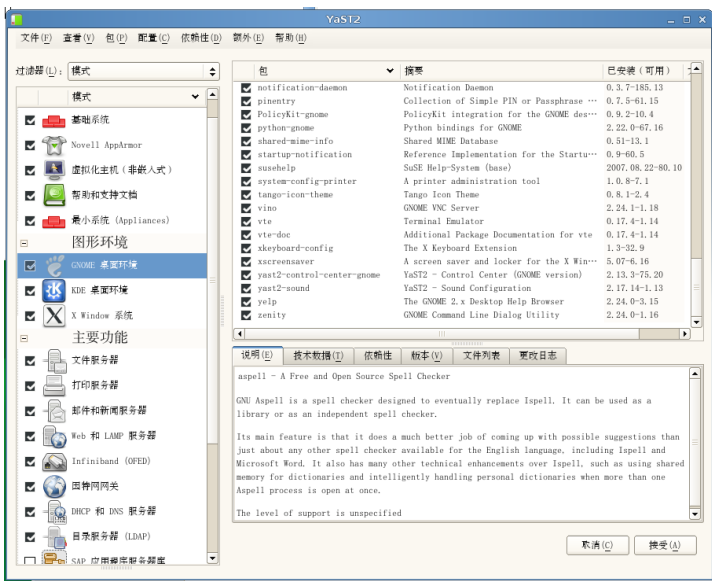 YaST2
文件(F) 查看(V) 包(P) 配置(C) 依赖性(D) 额外(E) 帮助(H)
过滤器(L): 模式
模式
基础系统
Novell AppArmor
虚拟化主机 (非嵌入式)
帮助和支持文档
最小系统 (Appliances)
图形环境
GNOME 桌面环境
KDE 桌面环境
X Window 系统
主要功能
文件服务器
打印服务器
邮件和新闻服务器
Web 和 LAMP 服务器
Infiniband (OFED)
因特网网关
DHCP 和 DNS 服务器
目录服务器 (LDAP)
SAP 应用程序服务器库
包 摘要 已安装 (可用)
notification-daemon Notification Daemon 0.3.7-185.13
pinentry Collection of Simple PIN or Passphrase … 0.7.5-61.15
PolicyKit-gnome PolicyKit integration for the GNOME des… 0.9.2-10.4
python-gnome Python bindings for GNOME 2.22.0-67.16
shared-mime-info Shared MIME Database 0.51-13.1
startup-notification Reference Implementation for the Startu… 0.9-60.5
susehelp SuSE Help-System (base) 2007.08.22-80.10
system-config-printer A printer administration tool 1.0.8-7.1
tango-icon-theme Tango Icon Theme 0.8.1-2.4
vino GNOME VNC Server 2.24.1-1.18
vte Terminal Emulator 0.17.4-1.14
vte-doc Additional Package Documentation for vte 0.17.4-1.14
xkeyboard-config The X Keyboard Extension 1.3-32.9
xscreensaver A screen saver and locker for the X Win… 5.07-6.16
yast2-control-center-gnome YaST2 - Control Center (GNOME version) 2.13.3-75.20
yast2-sound YaST2 - Sound Configuration 2.17.14-1.13
yelp The GNOME 2.x Desktop Help Browser 2.24.0-3.15
zenity GNOME Command Line Dialog Utility 2.24.0-1.16
说明(E) 技术数据(T) 依赖性 版本(V) 文件列表 更改日志
aspell - A Free and Open Source Spell Checker
GNU Aspell is a spell checker designed to eventually replace Ispell. It can be used as a
library or as an independent spell checker.
Its main feature is that it does a much better job of coming up with possible suggestions than
just about any other spell checker available for the English language, including Ispell and
Microsoft Word. It also has many other technical enhancements over Ispell, such as using shared
memory for dictionaries and intelligently handling personal dictionaries when more than one
Aspell process is open at once.
The level of support is unspecified
取消(C) 接受(A)